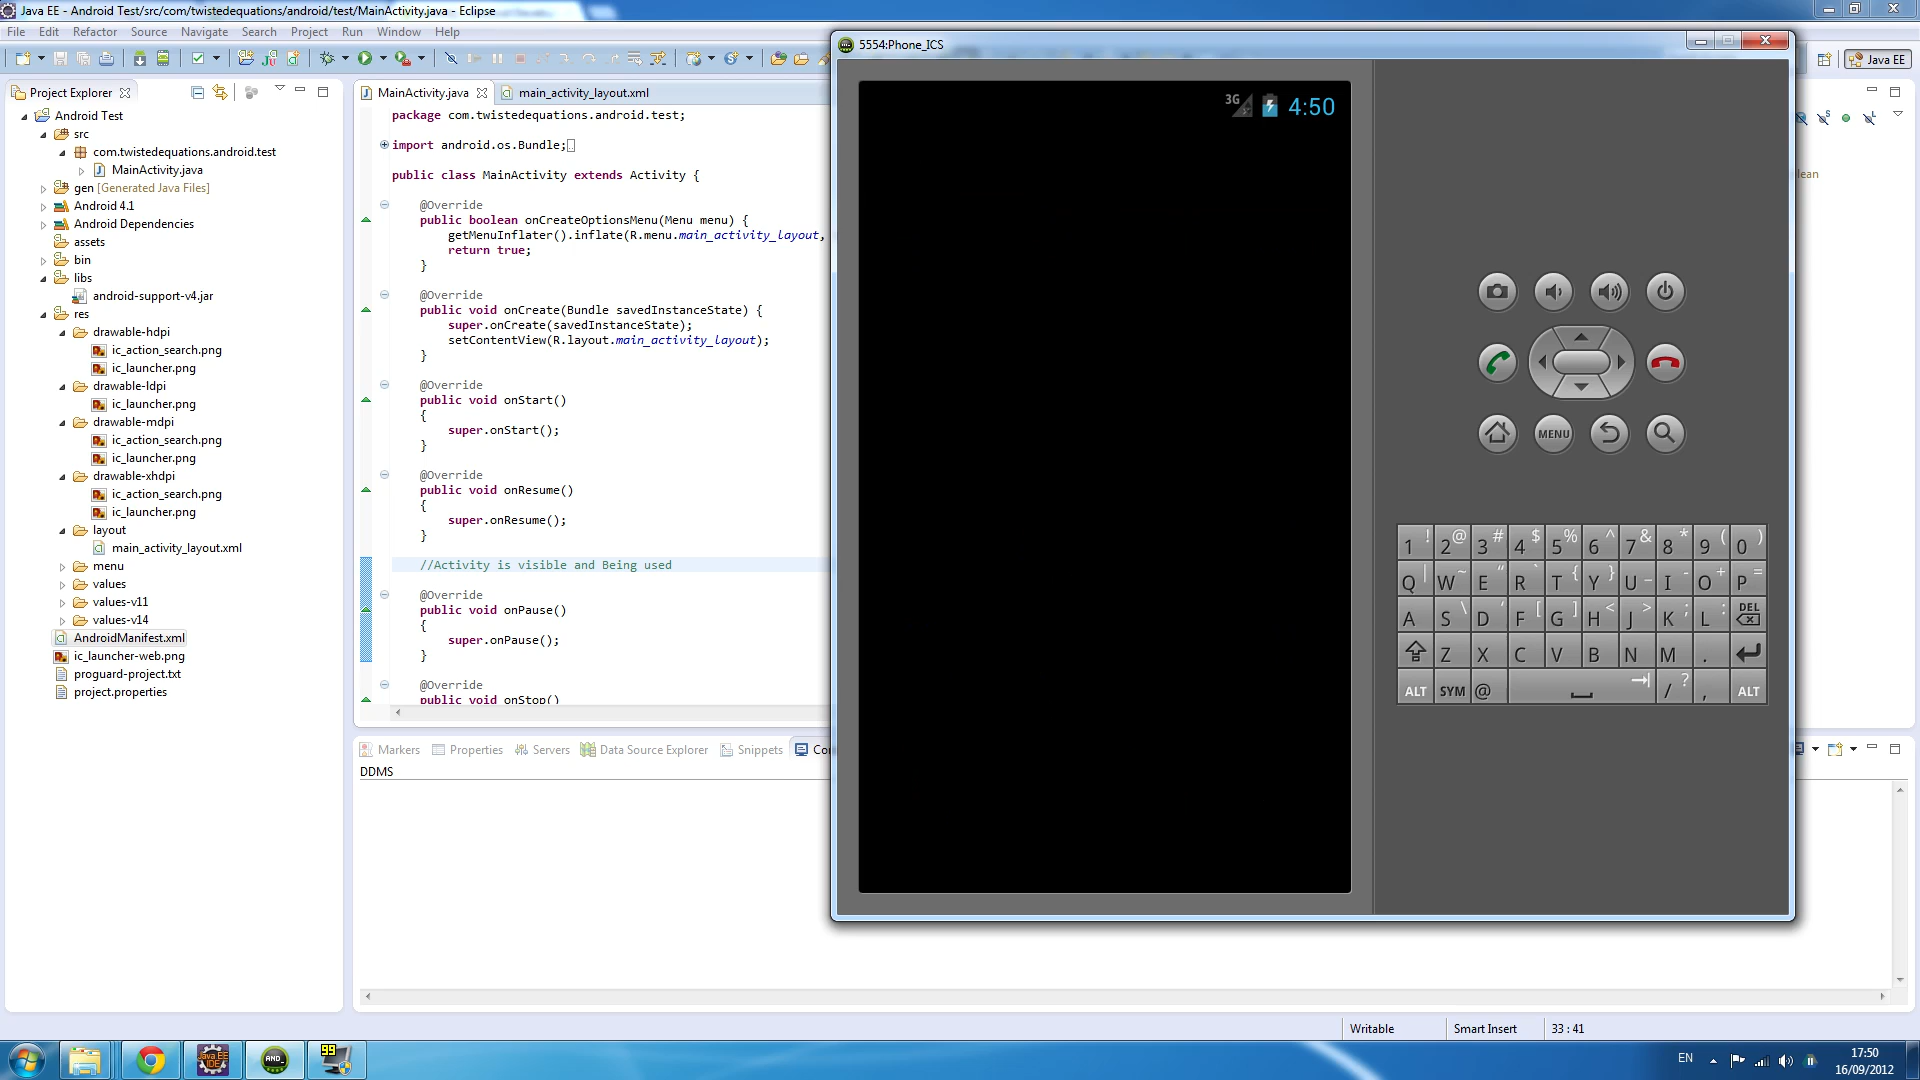 Java EE - Android Test/src/com/twistedequations/android/test/MainActivity.java - Eclipse
File Edit Refactor Source Navigate Search Project Run Window Help
Java EE
Project Explorer
Android Test
src
com.twistedequations.android.test
MainActivity.java
gen [Generated Java Files]
Android 4.1
Android Dependencies
assets
bin
libs
android-support-v4.jar
res
drawable-hdpi
ic_action_search.png
ic_launcher.png
drawable-ldpi
ic_launcher.png
drawable-mdpi
ic_action_search.png
ic_launcher.png
drawable-xhdpi
ic_action_search.png
ic_launcher.png
layout
main_activity_layout.xml
menu
values
values-v11
values-v14
AndroidManifest.xml
ic_launcher-web.png
proguard-project.txt
project.properties
MainActivity.java main_activity_layout.xml
package com.twistedequations.android.test;
import android.os.Bundle;
public class MainActivity extends Activity {
@Override
public boolean onCreateOptionsMenu(Menu menu) {
getMenuInflater().inflate(R.menu.main_activity_layout,
return true;
}
@Override
public void onCreate(Bundle savedInstanceState) {
super.onCreate(savedInstanceState);
setContentView(R.layout.main_activity_layout);
}
@Override
public void onStart()
{
super.onStart();
}
@Override
public void onResume()
{
super.onResume();
}
//Activity is visible and Being used
@Override
public void onPause()
{
super.onPause();
}
@Override
public void onStop()
Markers Properties Servers Data Source Explorer Snippets Co
DDMS
5554:Phone_ICS
3G 4:50
MENU
1 ! 2 @ 3 # 4 $ 5 % 6 ^ 7 & 8 * 9 ( 0 )
Q | W ~ E “ R ` T { Y } U _ I - O + P =
A S \ D ' F [ G ] H < J > K ; L : DEL
Z X C V B N M .
ALT SYM @ / ? , ALT
lean
Writable Smart Insert 33 : 41
Java EE IDE
AND_
99
EN
17:50
16/09/2012